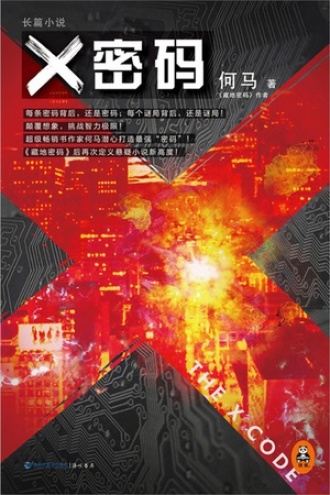 长篇小说
X密码
何马 著
《藏地密码》作者
每条密码背后，还是密码；每个谜局背后，还是谜局！
颠覆想象，挑战智力极限！
超级畅销书作家何马潜心打造最强“密码”！
《藏地密码》后再次定义悬疑小说新高度！
THE X CODE